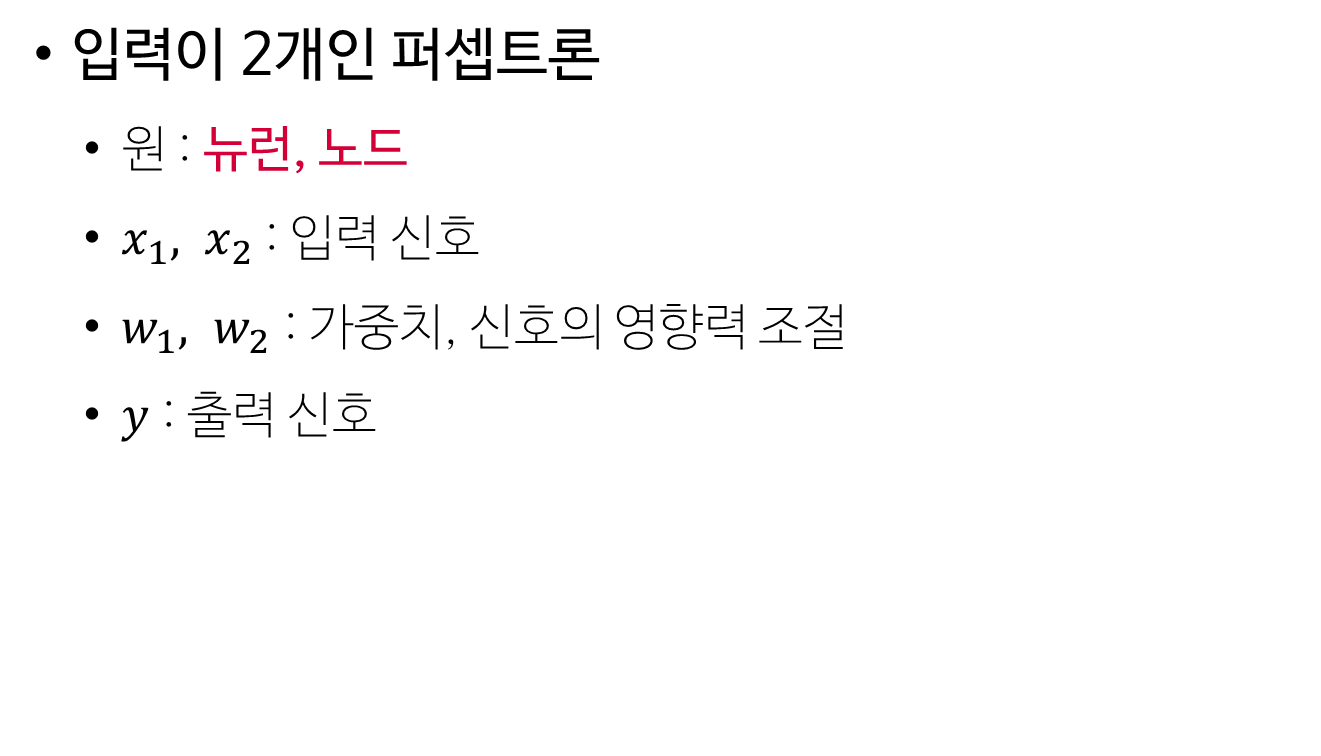 • 입력이 2개인 퍼셉트론
• 원 : 뉴런, 노드
• x₁, x₂ : 입력 신호
• w₁, w₂ : 가중치, 신호의 영향력 조절
• y : 출력 신호